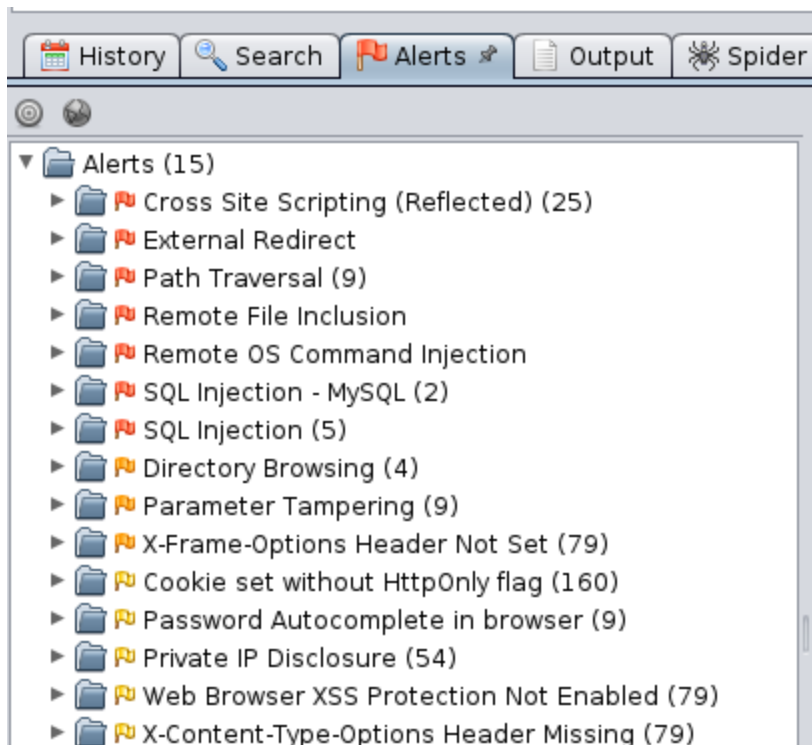 History Search Alerts Output Spider
Alerts (15)
Cross Site Scripting (Reflected) (25)
External Redirect
Path Traversal (9)
Remote File Inclusion
Remote OS Command Injection
SQL Injection - MySQL (2)
SQL Injection (5)
Directory Browsing (4)
Parameter Tampering (9)
X-Frame-Options Header Not Set (79)
Cookie set without HttpOnly flag (160)
Password Autocomplete in browser (9)
Private IP Disclosure (54)
Web Browser XSS Protection Not Enabled (79)
X-Content-Type-Options Header Missing (79)